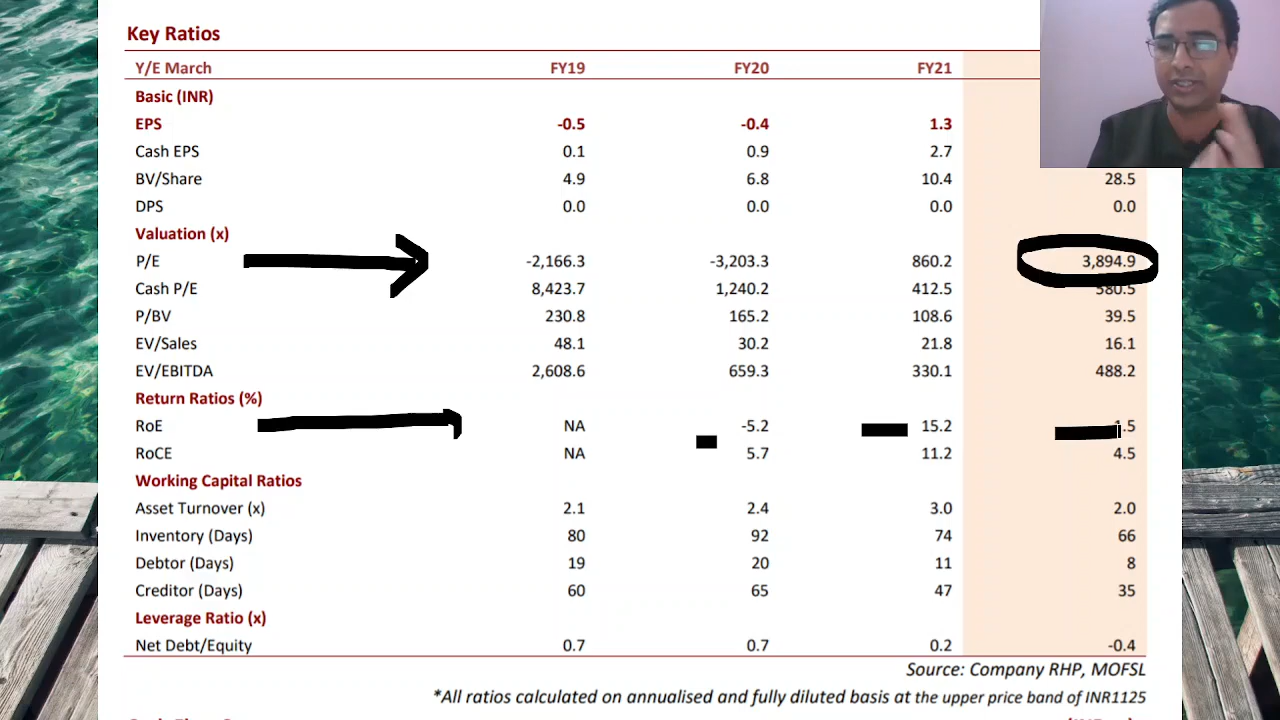 Key Ratios
Y/E March FY19 FY20 FY21
Basic (INR)
EPS -0.5 -0.4 1.3
Cash EPS 0.1 0.9 2.7
BV/Share 4.9 6.8 10.4 28.5
DPS 0.0 0.0 0.0 0.0
Valuation (x)
P/E -2,166.3 -3,203.3 860.2 3,894.9
Cash P/E 8,423.7 1,240.2 412.5 580.5
P/BV 230.8 165.2 108.6 39.5
EV/Sales 48.1 30.2 21.8 16.1
EV/EBITDA 2,608.6 659.3 330.1 488.2
Return Ratios (%)
RoE NA -5.2 15.2
RoCE NA 5.7 11.2 4.5
Working Capital Ratios
Asset Turnover (x) 2.1 2.4 3.0 2.0
Inventory (Days) 80 92 74 66
Debtor (Days) 19 20 11 8
Creditor (Days) 60 65 47 35
Leverage Ratio (x)
Net Debt/Equity 0.7 0.7 0.2 -0.4
Source: Company RHP, MOFSL
*All ratios calculated on annualised and fully diluted basis at the upper price band of INR1125